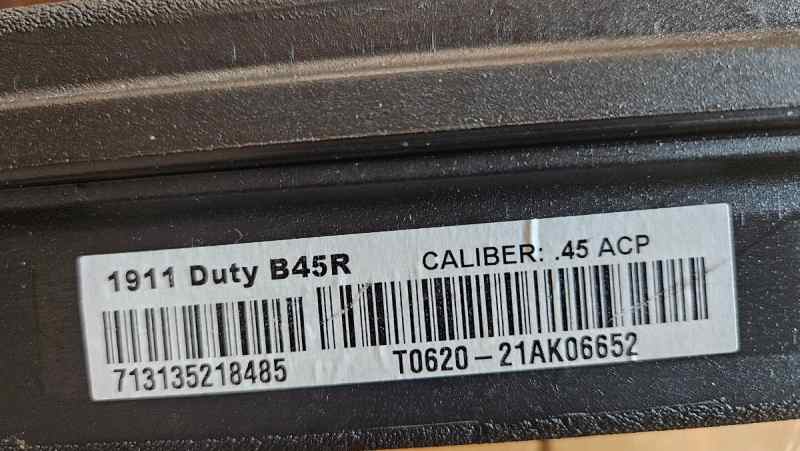 1911 Duty B45R
CALIBER: .45 ACP
713135218485
T0620-21AK06652